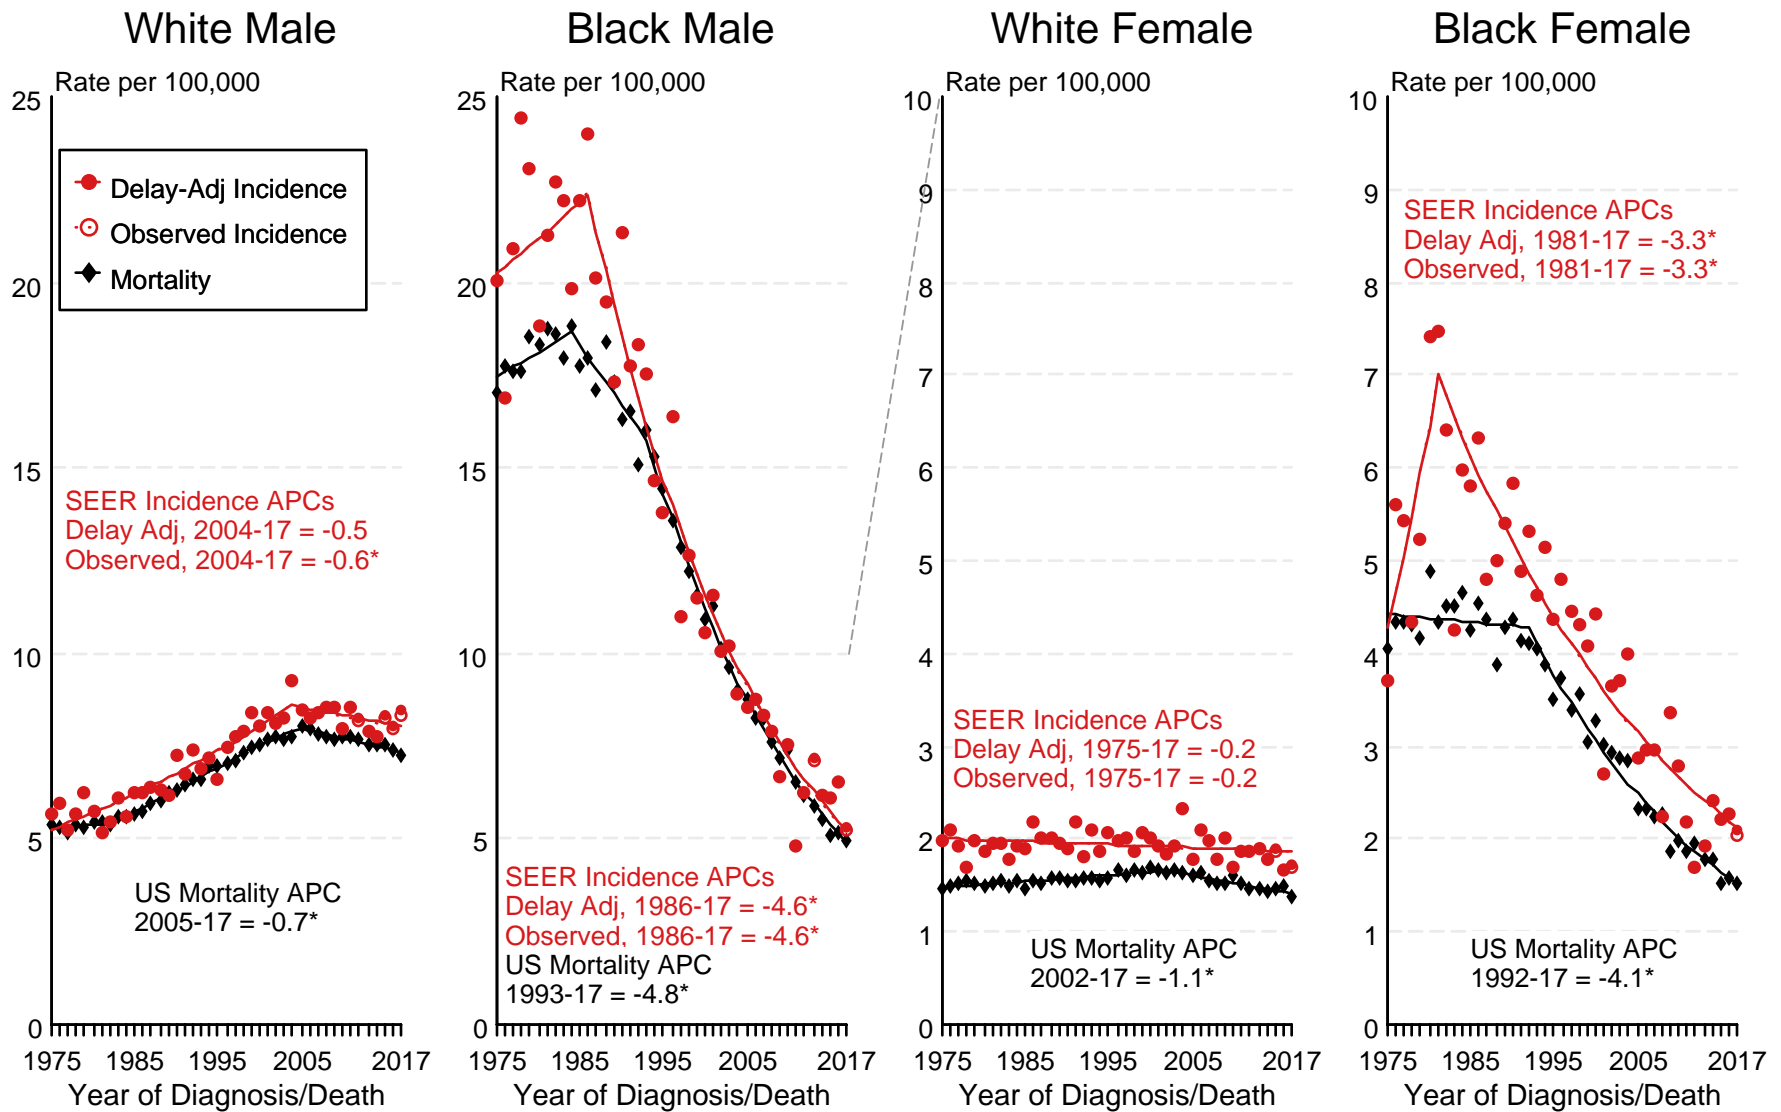 White Male
Rate per 100,000
25
20
15
10
5
0
Delay-Adj Incidence
Observed Incidence
Mortality
SEER Incidence APCs
Delay Adj, 2004-17 = -0.5
Observed, 2004-17 = -0.6*
US Mortality APC
2005-17 = -0.7*
1975 1985 1995 2005 2017
Year of Diagnosis/Death
Black Male
Rate per 100,000
25
20
15
10
5
0
SEER Incidence APCs
Delay Adj, 1986-17 = -4.6*
Observed, 1986-17 = -4.6*
US Mortality APC
1993-17 = -4.8*
1975 1985 1995 2005 2017
Year of Diagnosis/Death
White Female
Rate per 100,000
10
9
8
7
6
5
4
3
2
1
0
SEER Incidence APCs
Delay Adj, 1975-17 = -0.2
Observed, 1975-17 = -0.2
US Mortality APC
2002-17 = -1.1*
1975 1985 1995 2005 2017
Year of Diagnosis/Death
Black Female
Rate per 100,000
10
9
8
7
6
5
4
3
2
1
0
SEER Incidence APCs
Delay Adj, 1981-17 = -3.3*
Observed, 1981-17 = -3.3*
US Mortality APC
1992-17 = -4.1*
1975 1985 1995 2005 2017
Year of Diagnosis/Death